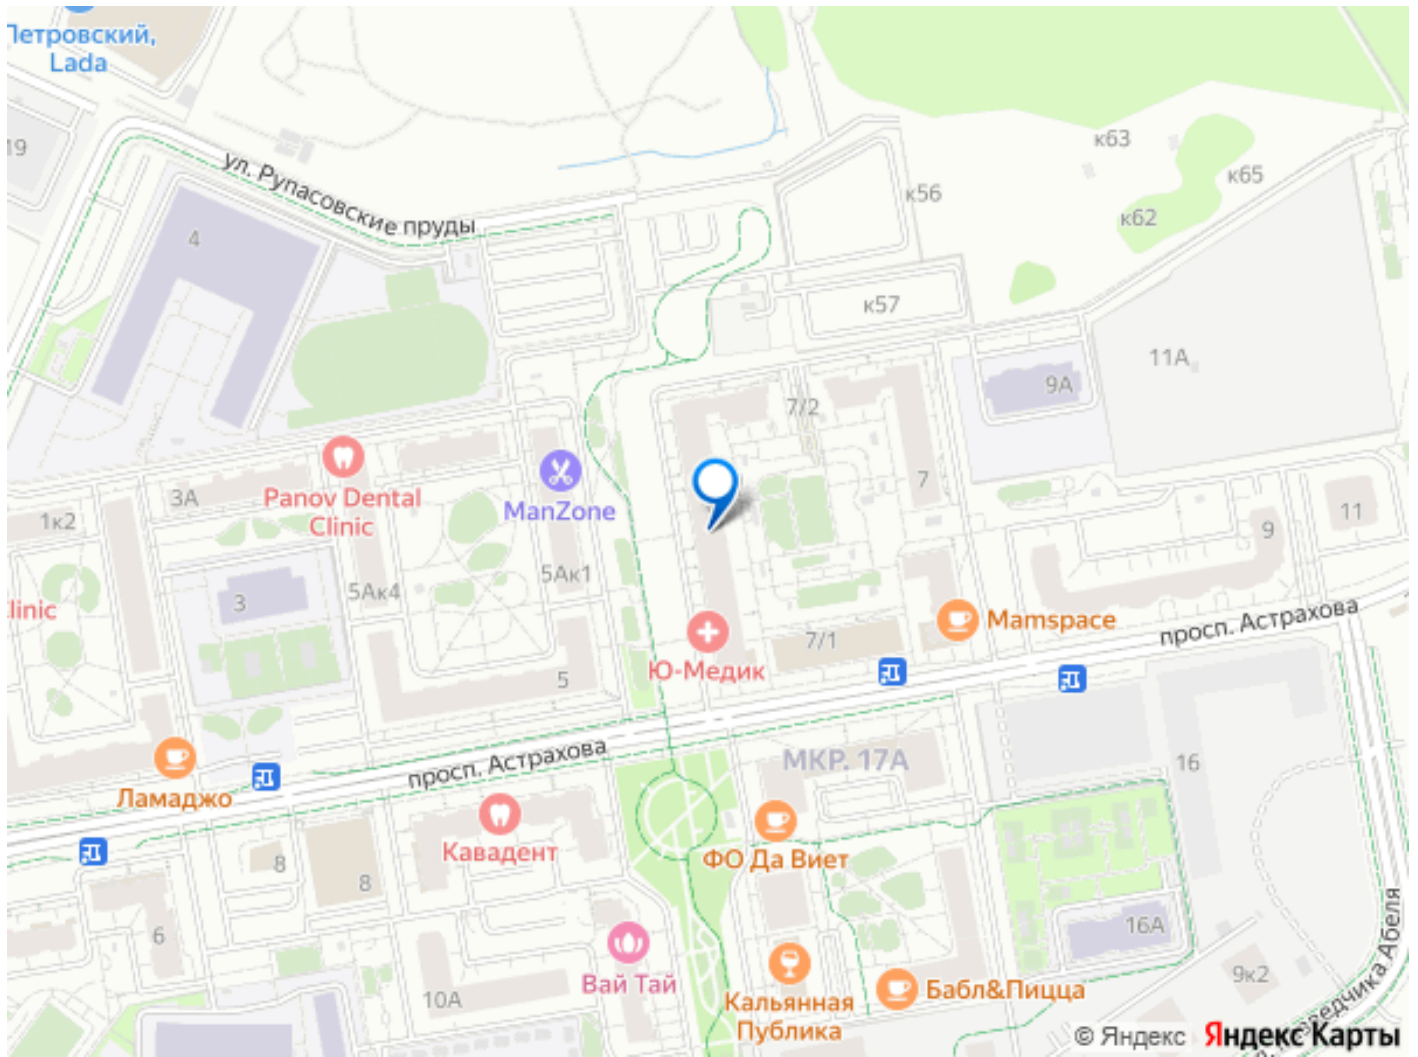 Петровский,
Lada
19
ул. Рупасовские пруды
4
к63
к65
к56
к62
к57
11А
9А
7/2
3А
Panov Dental
Clinic
ManZone
7
11
9
1к2
5Ак1
5Ак4
3
linic
Mamspace
7/1
просп. Астрахова
Ю-Медик
5
МКР. 17А
16
просп. Астрахова
Ламаджо
Кавадент
ФО Да Виет
8
8
6
16А
Вай Тай
10А
Кальянная
Публика
Бабл&Пицца
9к2
© Яндекс Яндекс Карты